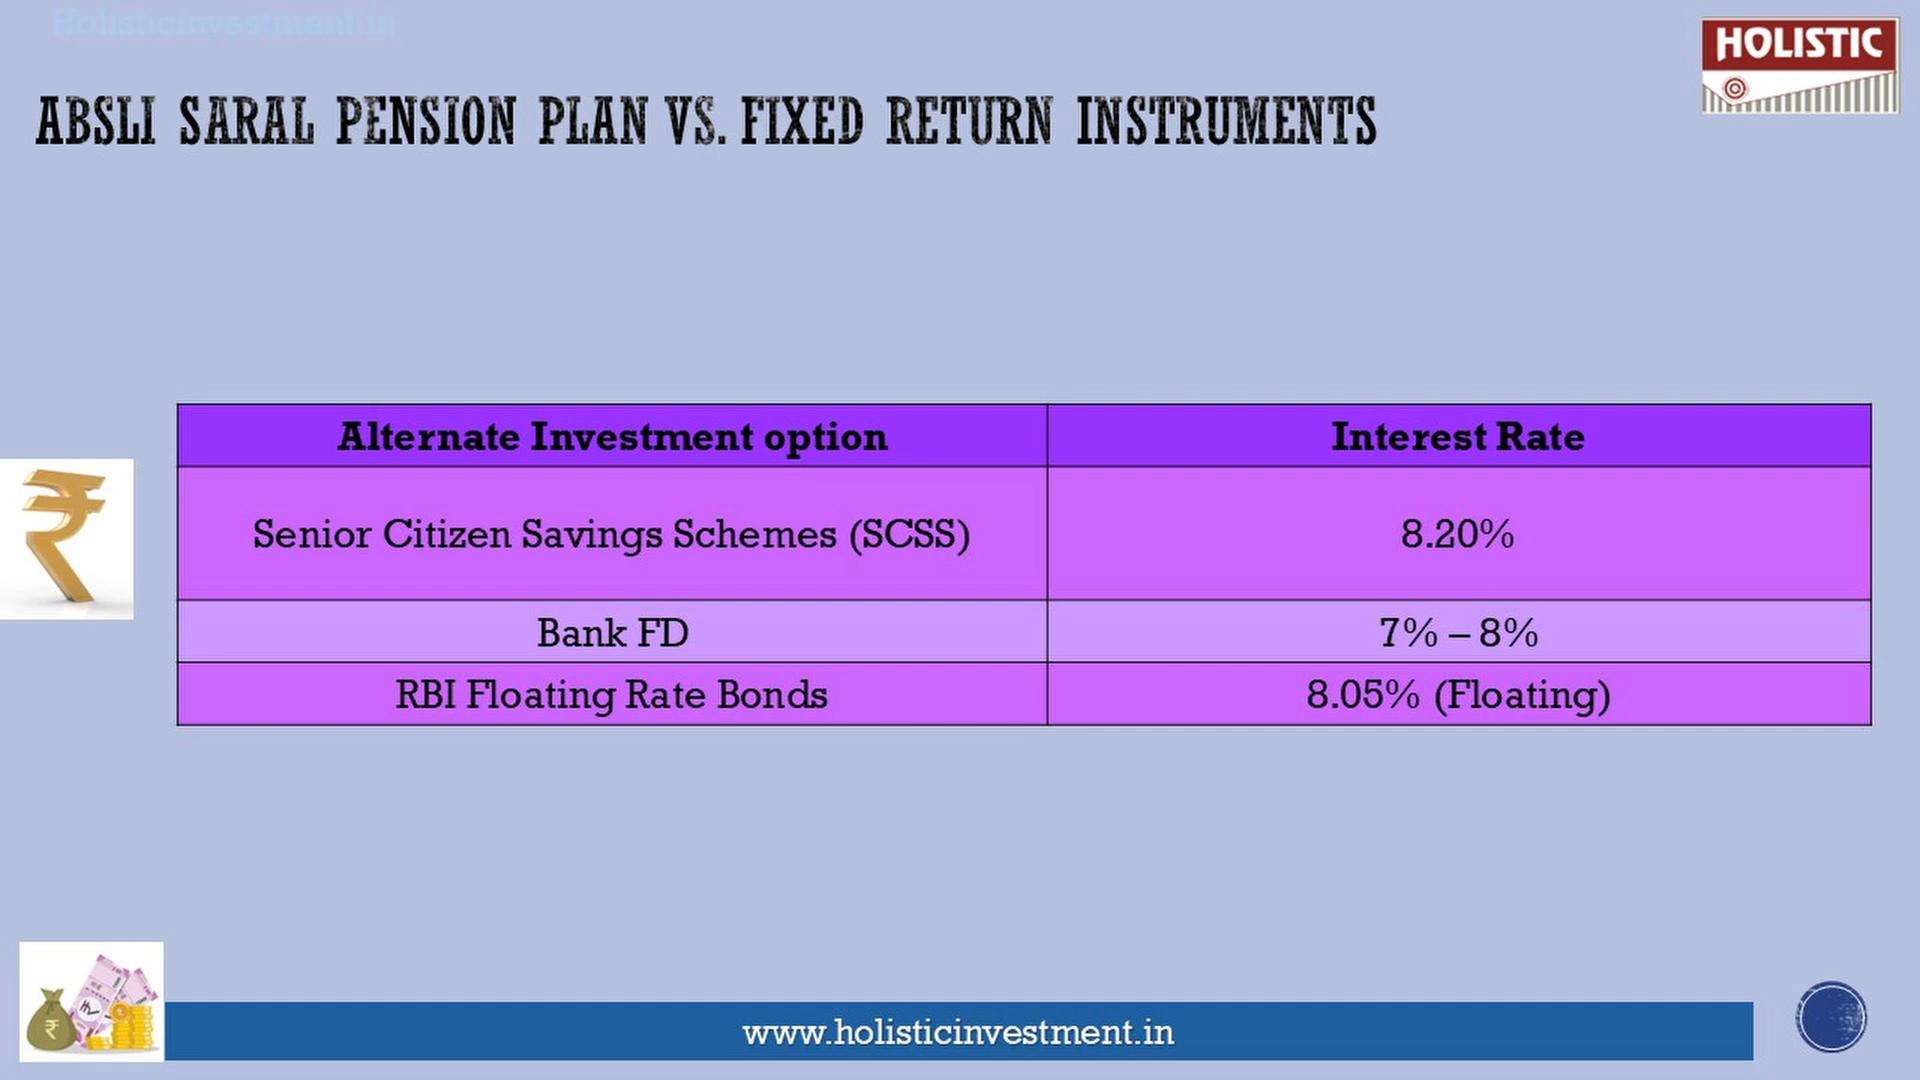 Holisticinvestment.in
HOLISTIC
ABSLI SARAL PENSION PLAN VS. FIXED RETURN INSTRUMENTS
Alternate Investment option Interest Rate
Senior Citizen Savings Schemes (SCSS) 8.20%
Bank FD 7% – 8%
RBI Floating Rate Bonds 8.05% (Floating)
www.holisticinvestment.in